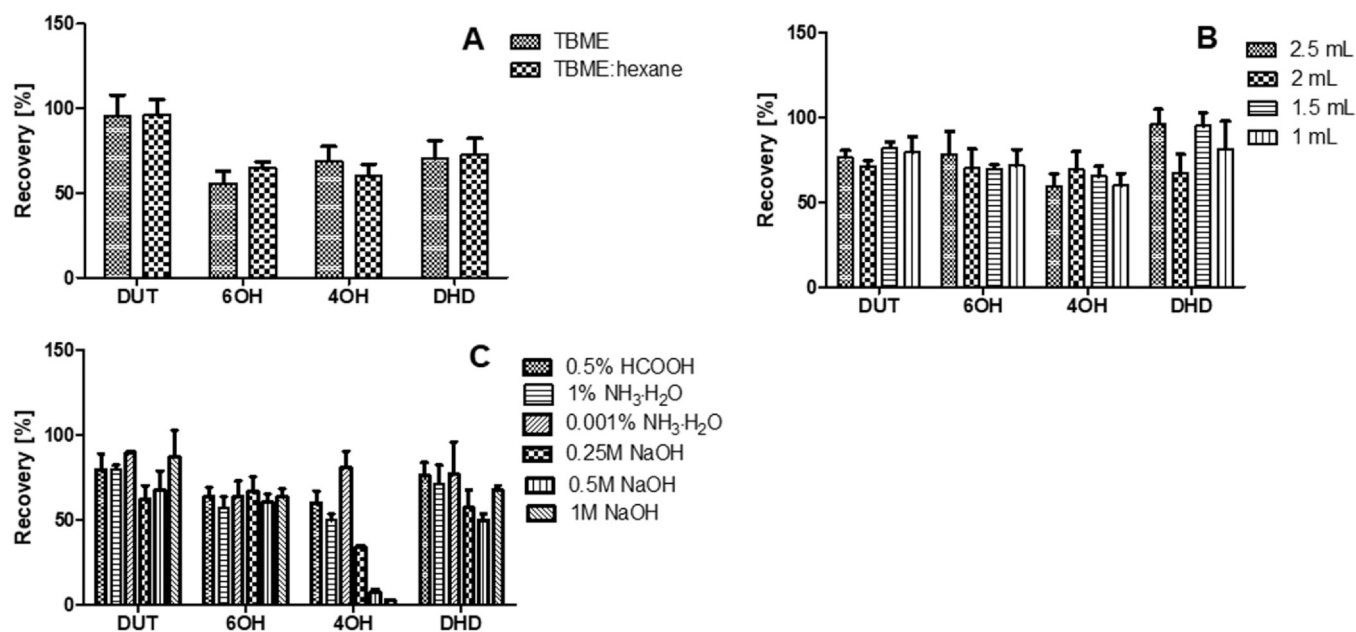 A
TBME
TBME:hexane
Recovery [%]
150
100
50
0
DUT 6OH 4OH DHD
B
2.5 mL
2 mL
1.5 mL
1 mL
Recovery [%]
150
100
50
0
DUT 6OH 4OH DHD
C
0.5% HCOOH
1% NH₃·H₂O
0.001% NH₃·H₂O
0.25M NaOH
0.5M NaOH
1M NaOH
Recovery [%]
150
100
50
0
DUT 6OH 4OH DHD